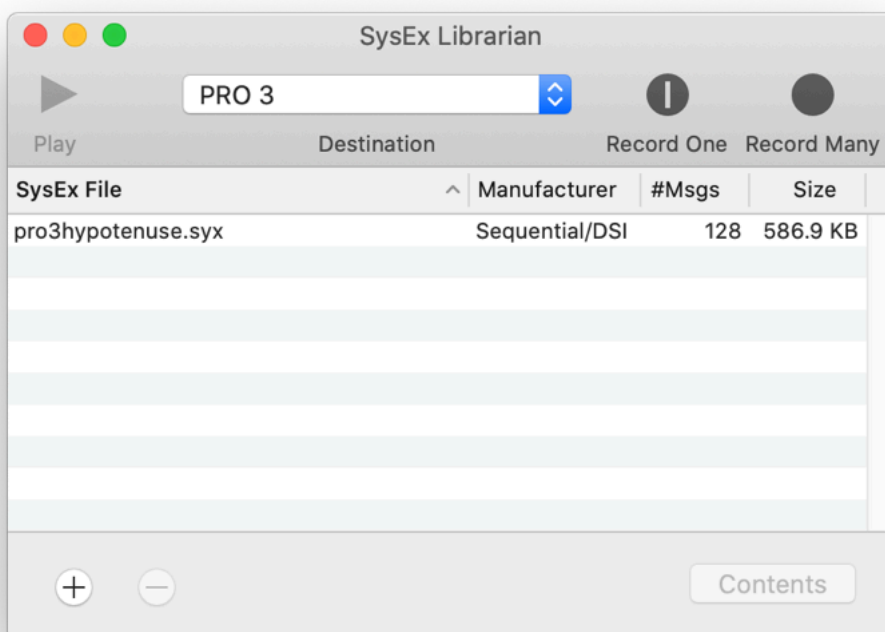 SysEx Librarian
PRO 3
Play Destination Record One Record Many
SysEx File Manufacturer #Msgs Size
pro3hypotenuse.syx Sequential/DSI 128 586.9 KB
Contents